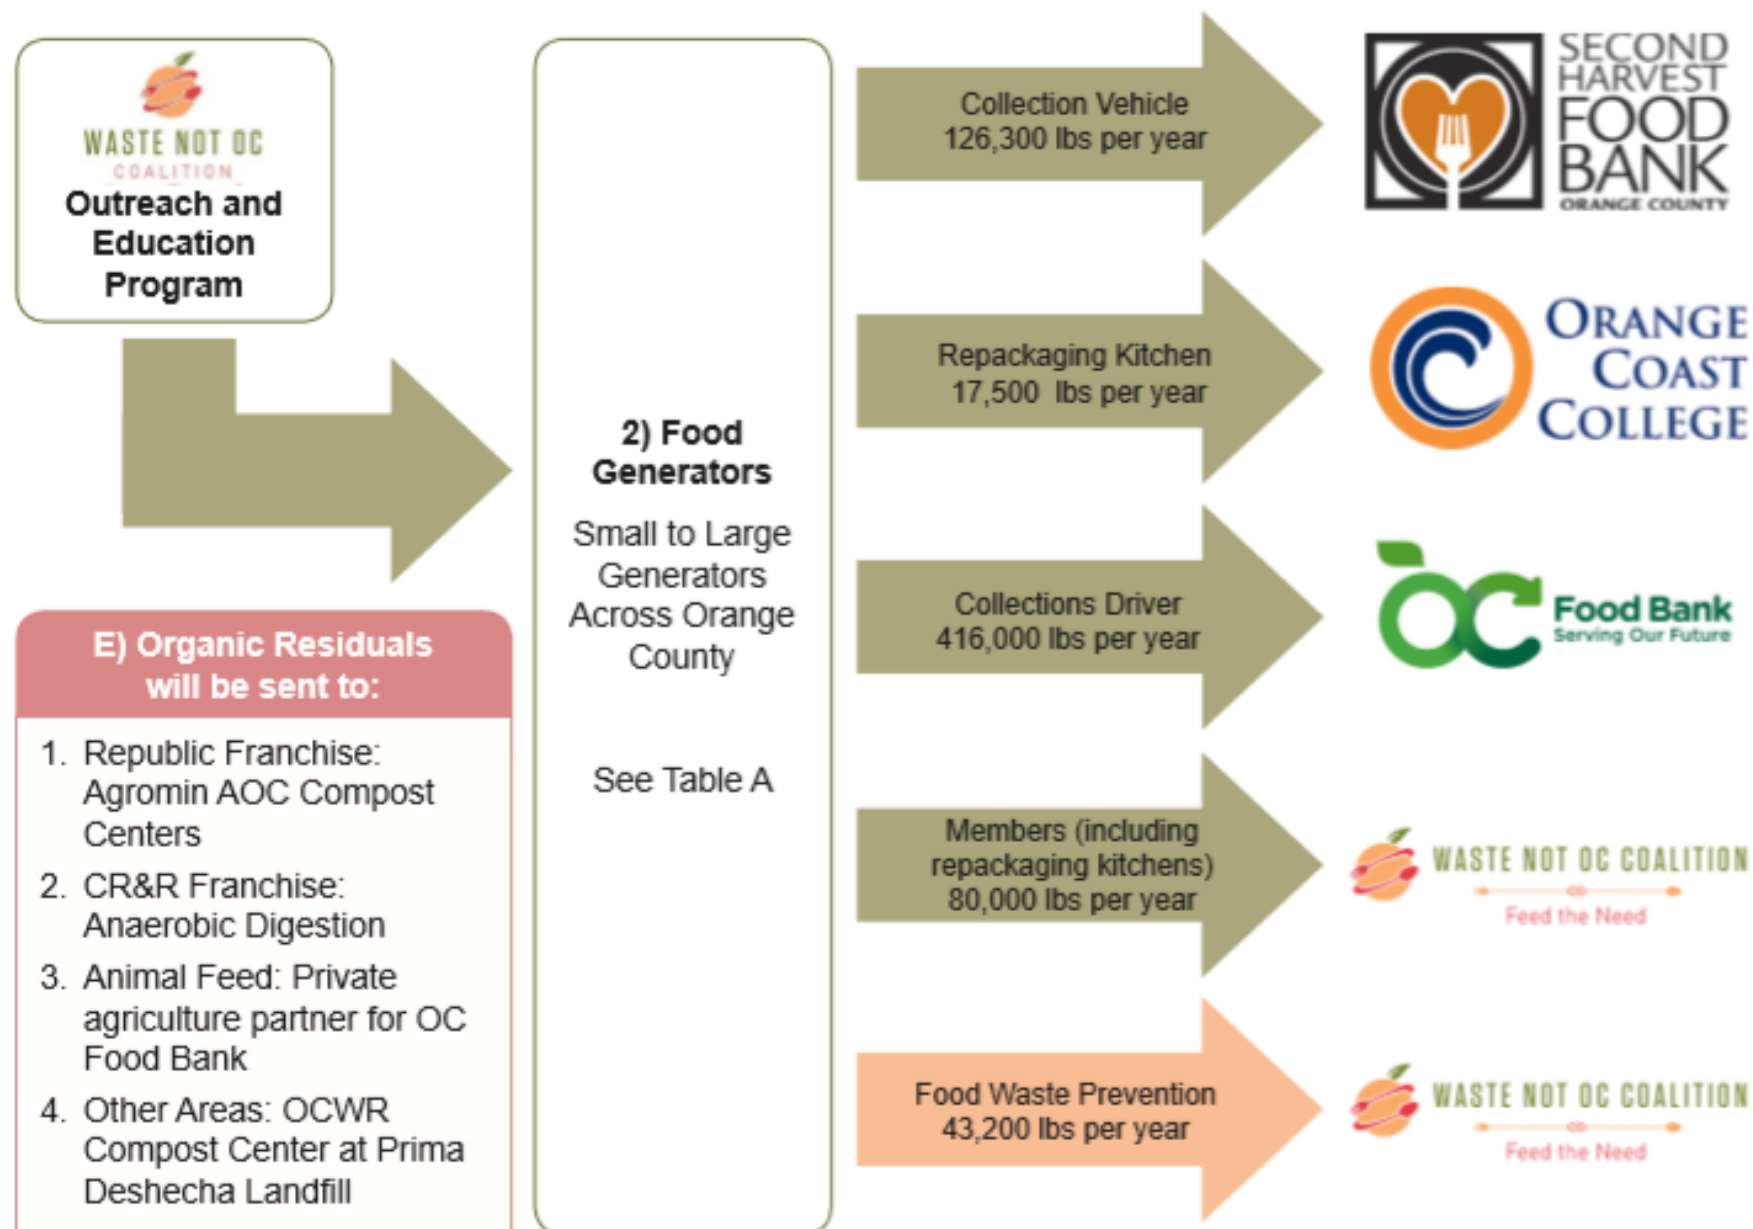 WASTE NOT OC
COALITION
Outreach and
Education
Program
E) Organic Residuals
will be sent to:
1. Republic Franchise:
Agromin AOC Compost
Centers
2. CR&R Franchise:
Anaerobic Digestion
3. Animal Feed: Private
agriculture partner for OC
Food Bank
4. Other Areas: OCWR
Compost Center at Prima
Deshecha Landfill
2) Food
Generators
Small to Large
Generators
Across Orange
County
See Table A
Collection Vehicle
126,300 lbs per year
SECOND
HARVEST
FOOD
BANK
ORANGE COUNTY
Repackaging Kitchen
17,500 lbs per year
ORANGE
COAST
COLLEGE
Collections Driver
416,000 lbs per year
OC
Food Bank
Serving Our Future
Members (including
repackaging kitchens)
80,000 lbs per year
WASTE NOT OC COALITION
Feed the Need
Food Waste Prevention
43,200 lbs per year
WASTE NOT OC COALITION
Feed the Need